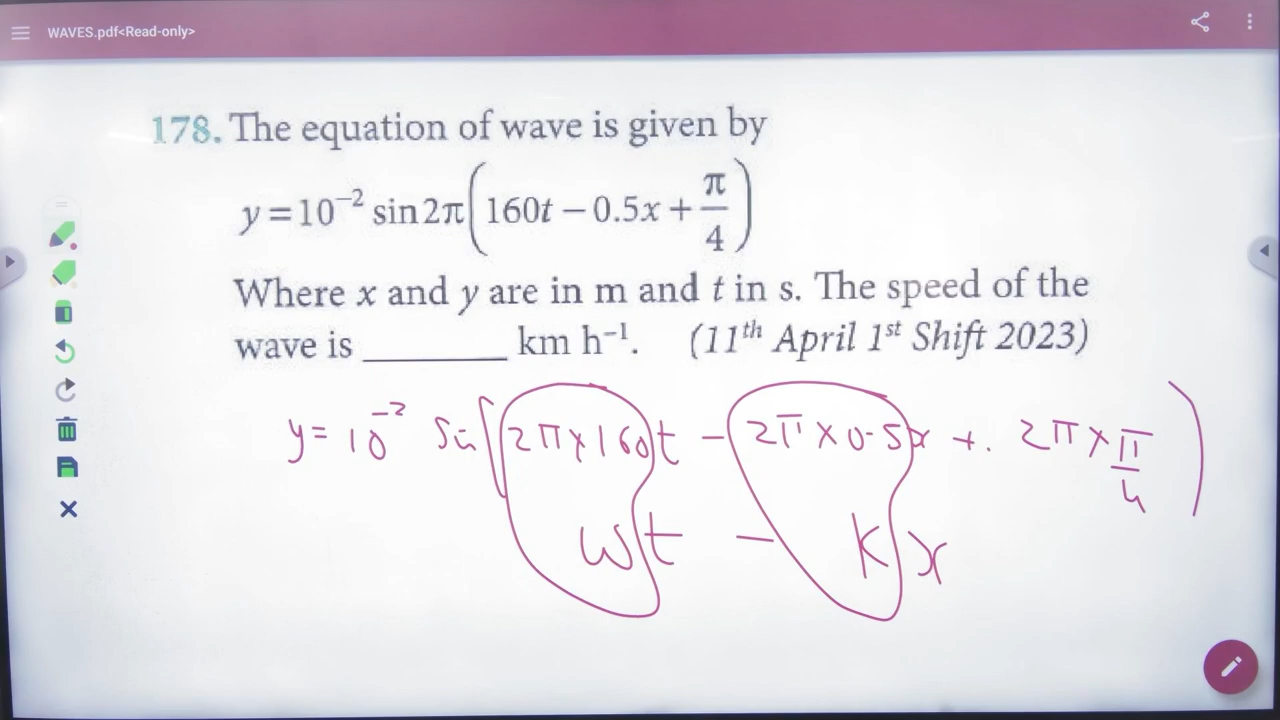 WAVES.pdf<Read-only>
178. The equation of wave is given by
y = 10⁻² sin 2π(160t − 0.5x + π/4)
Where x and y are in m and t in s. The speed of the
wave is ________ km h⁻¹. (11th April 1st Shift 2023)
y = 10⁻² Sin(2π×160t − 2π×0.5x + 2π×π/4)
ωt − Kx